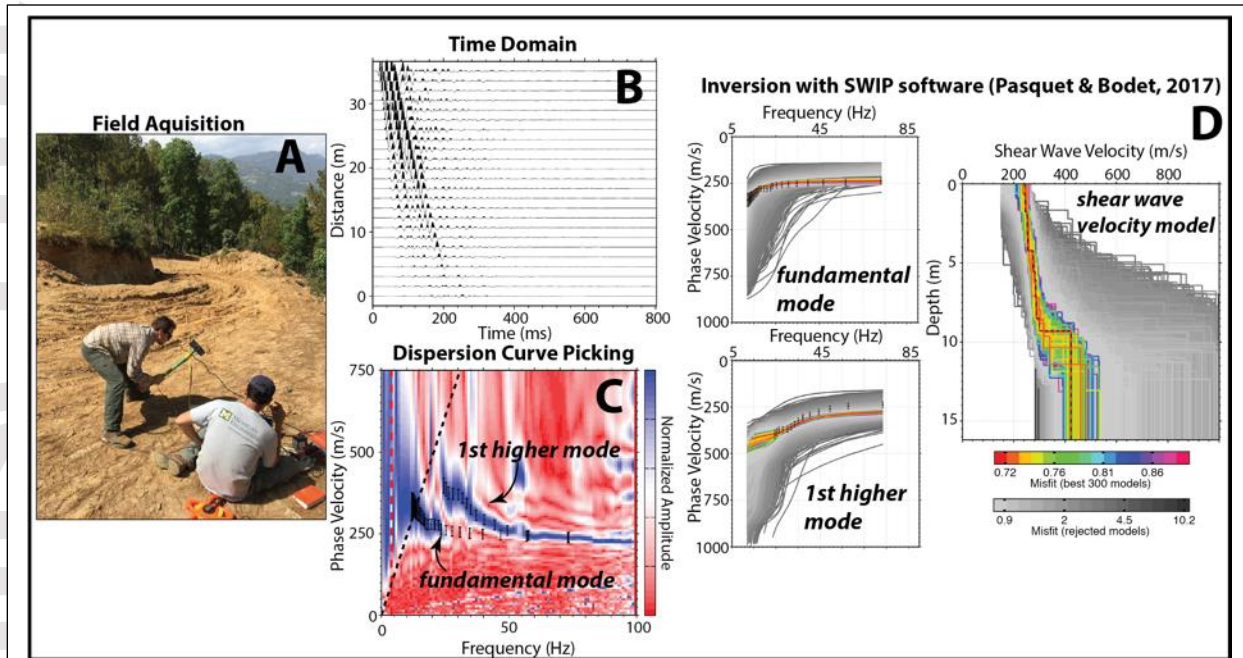 Field Aquisition
A
Time Domain
B
Distance (m)
30
20
10
0
0
200
400
600
800
Time (ms)
Dispersion Curve Picking
C
Phase Velocity (m/s)
750
500
250
0
0
50
100
Frequency (Hz)
1st higher mode
fundamental mode
Normalized Amplitude
Inversion with SWIP software (Pasquet & Bodet, 2017)
D
Frequency (Hz)
5
45
85
Phase Velocity (m/s)
0
250
500
750
1000
fundamental
mode
Frequency (Hz)
5
45
85
Phase Velocity (m/s)
0
250
500
750
1000
1st higher
mode
Shear Wave Velocity (m/s)
0
200
400
600
800
Depth (m)
0
5
10
15
shear wave
velocity model
0.72
0.76
0.81
0.86
Misfit (best 300 models)
0.9
2
4.5
10.2
Misfit (rejected models)